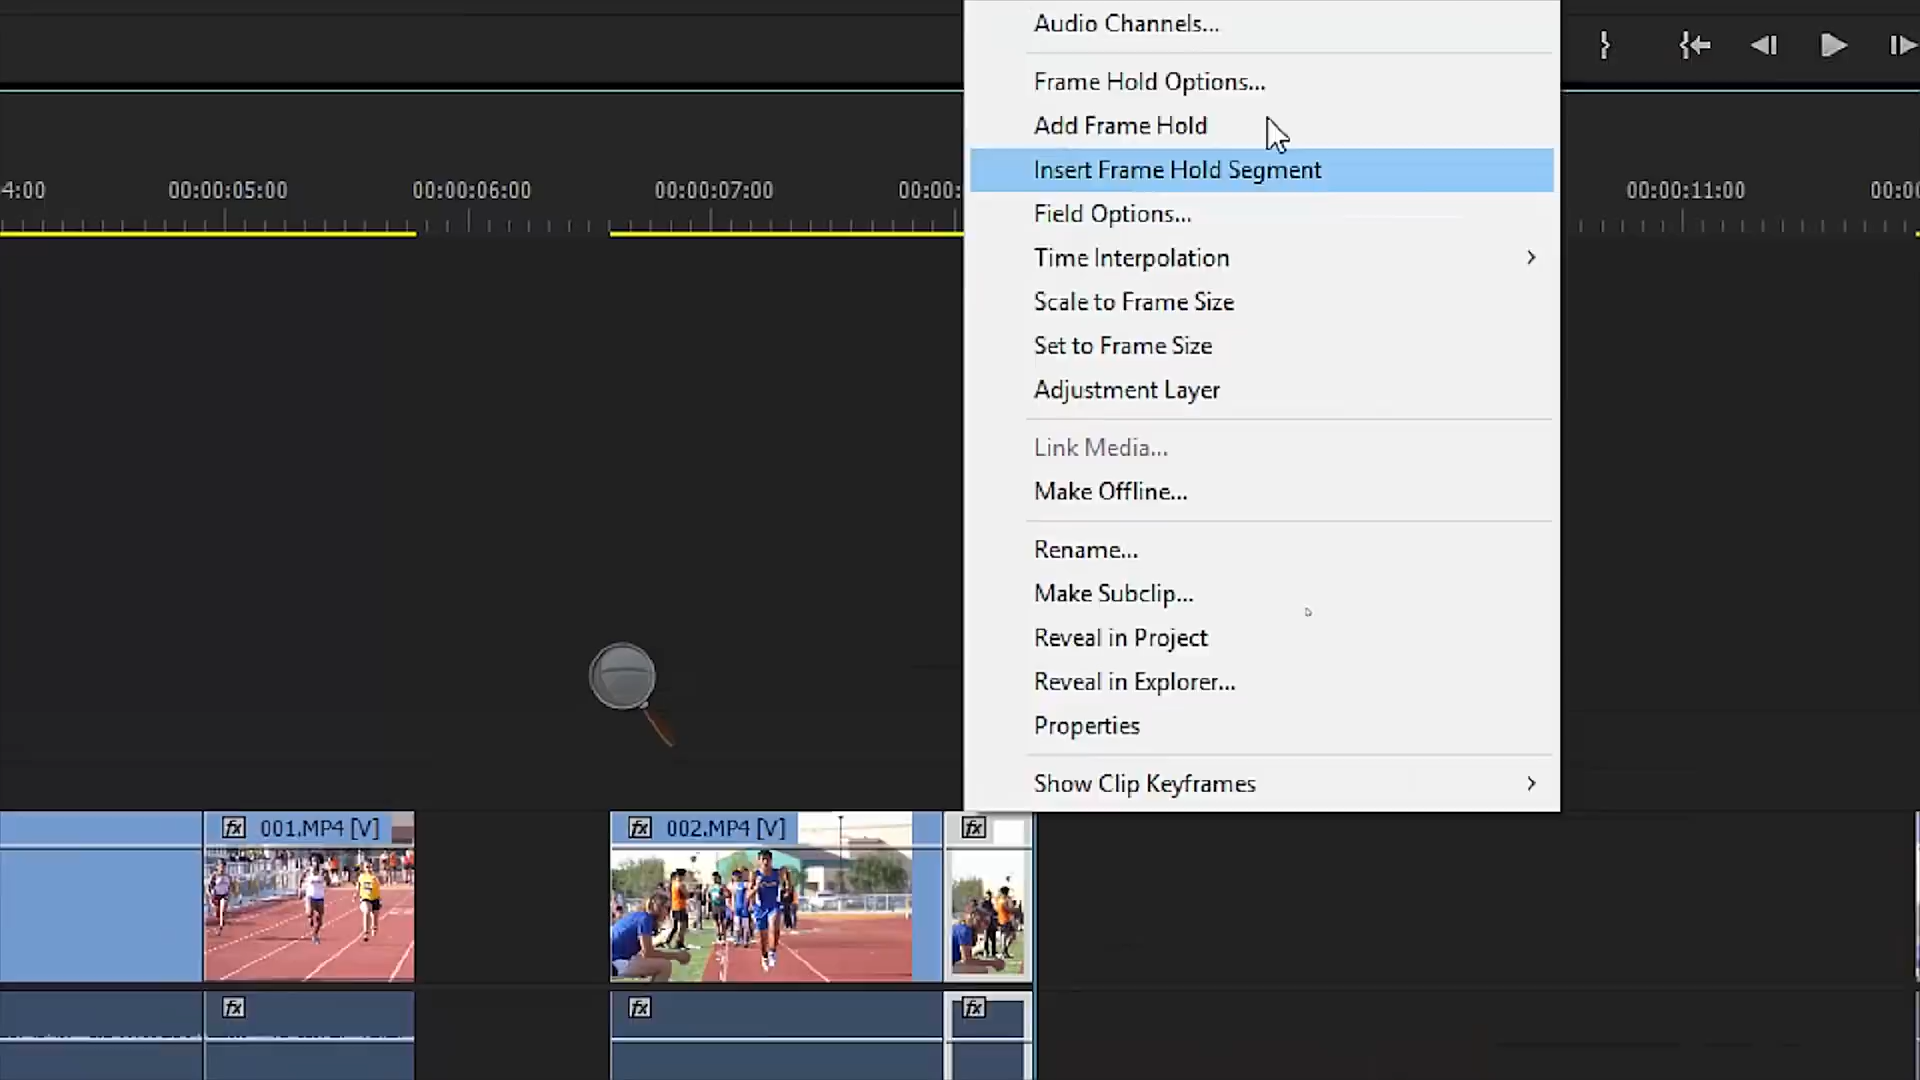 Audio Channels...
Frame Hold Options...
Add Frame Hold
Insert Frame Hold Segment
4:00 00:00:05:00 00:00:06:00 00:00:07:00 00:00: 00:00:11:00 00:0
Field Options...
Time Interpolation
Scale to Frame Size
Set to Frame Size
Adjustment Layer
Link Media...
Make Offline...
Rename...
Make Subclip...
Reveal in Project
Reveal in Explorer...
Properties
Show Clip Keyframes
fx 001.MP4 [V] fx 002.MP4 [V] fx
fx fx fx